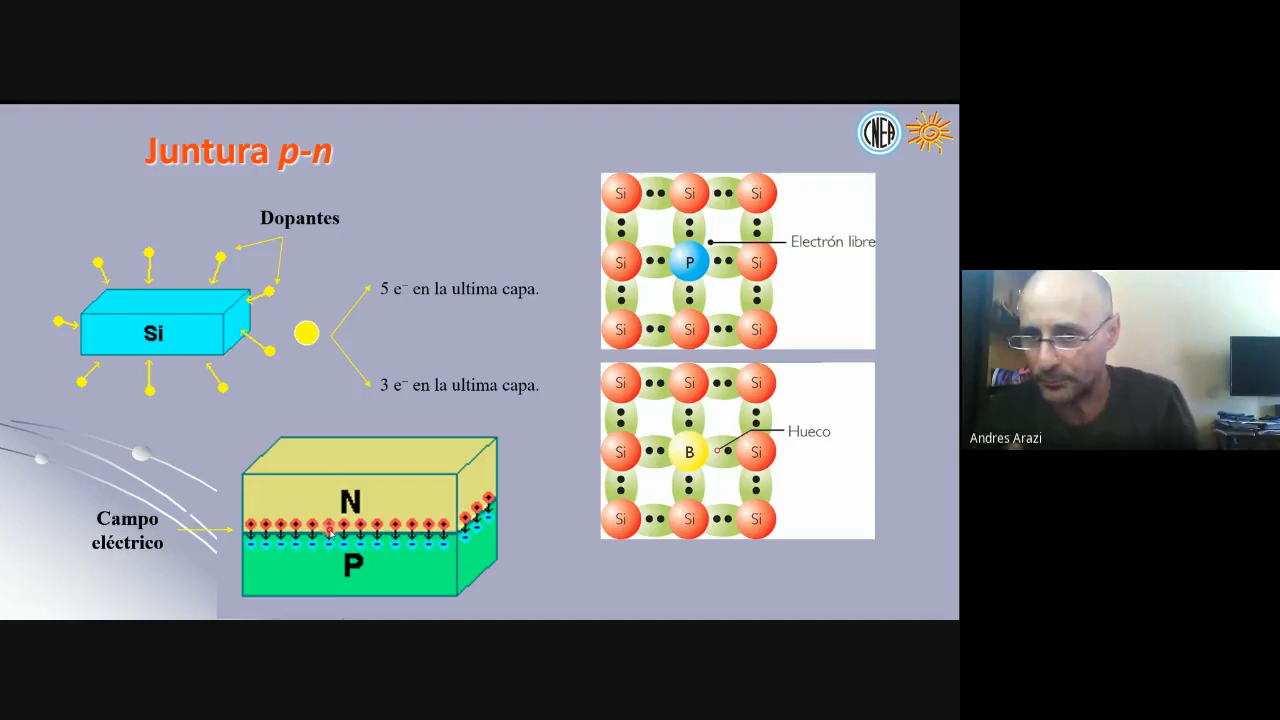 Juntura p-n
CNEA
Dopantes
Si
5 e⁻ en la ultima capa.
3 e⁻ en la ultima capa.
Campo
eléctrico
N
P
Si Si Si
Electrón libre
Si P Si
Si Si Si
Si Si Si
Hueco
Si B Si
Si Si Si
Andres Arazi